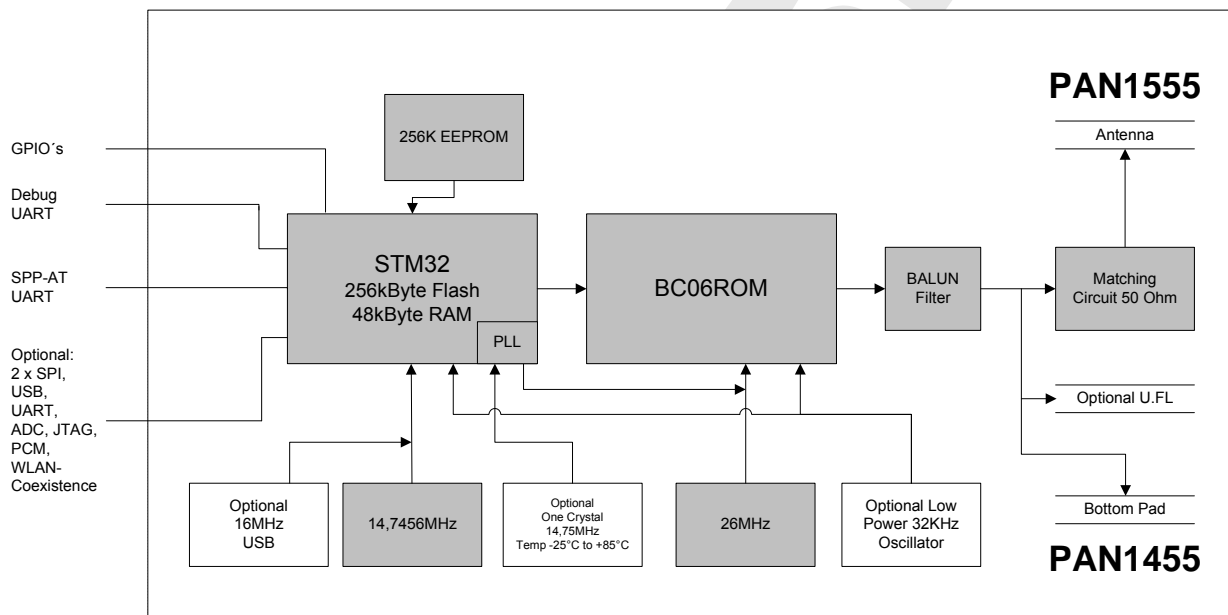 PAN1555
Antenna
256K EEPROM
GPIO´s
Debug
UART
SPP-AT
UART
STM32
256kByte Flash
48kByte RAM
PLL
BC06ROM
BALUN
Filter
Matching
Circuit 50 Ohm
Optional:
2 x SPI,
USB,
UART,
ADC, JTAG,
PCM,
WLAN-
Coexistence
Optional U.FL
Optional
16MHz
USB
14,7456MHz
Optional
One Crystal
14,75MHz
Temp -25°C to +85°C
26MHz
Optional Low
Power 32KHz
Oscillator
Bottom Pad
PAN1455